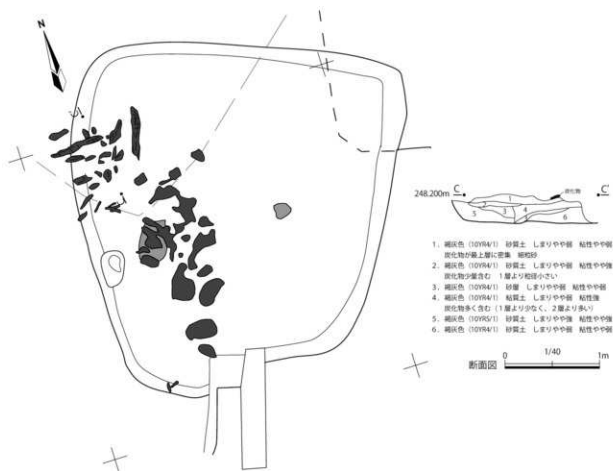 N
C
C'
248.200m C C'
炭化物
1
2
3
4
5
6
1. 褐灰色（10YR4/1） 砂質土 しまりやや弱 粘性やや弱
炭化物が最上層に密集 細粒砂
2. 褐灰色（10YR4/1） 砂質土 しまりやや弱 粘性やや強
炭化物少量含む 1層より粒径小さい
3. 褐灰色（10YR4/1） 砂層 しまりやや弱 粘性やや弱
4. 褐灰色（10YR4/1） 粘質土 しまりやや弱 粘性強
炭化物多く含む（1層より少なく、2層より多い）
5. 褐灰色（10YR5/1） 砂質土 しまりやや強 粘性やや強
6. 褐灰色（10YR4/1） 砂質土 しまりやや弱 粘性やや弱
1/40
断面図 0 1m